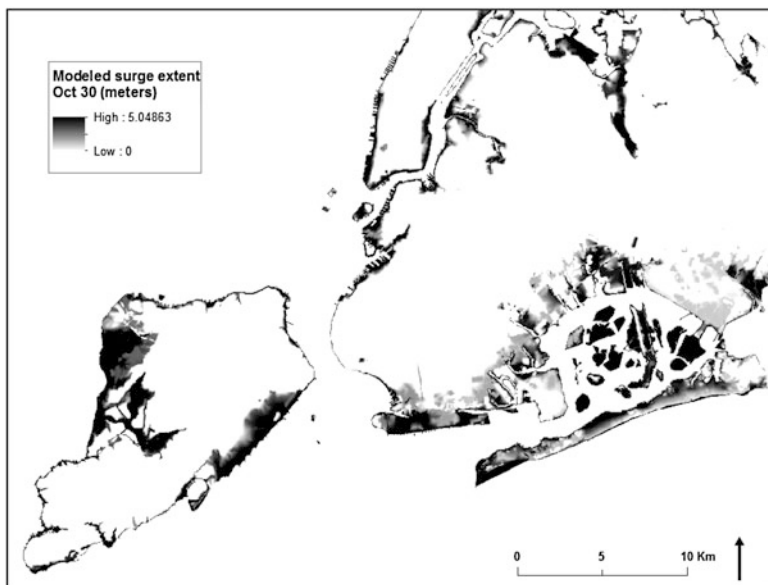 Modeled surge extent
Oct 30 (meters)
High : 5.04863
Low : 0
0 5 10 Km